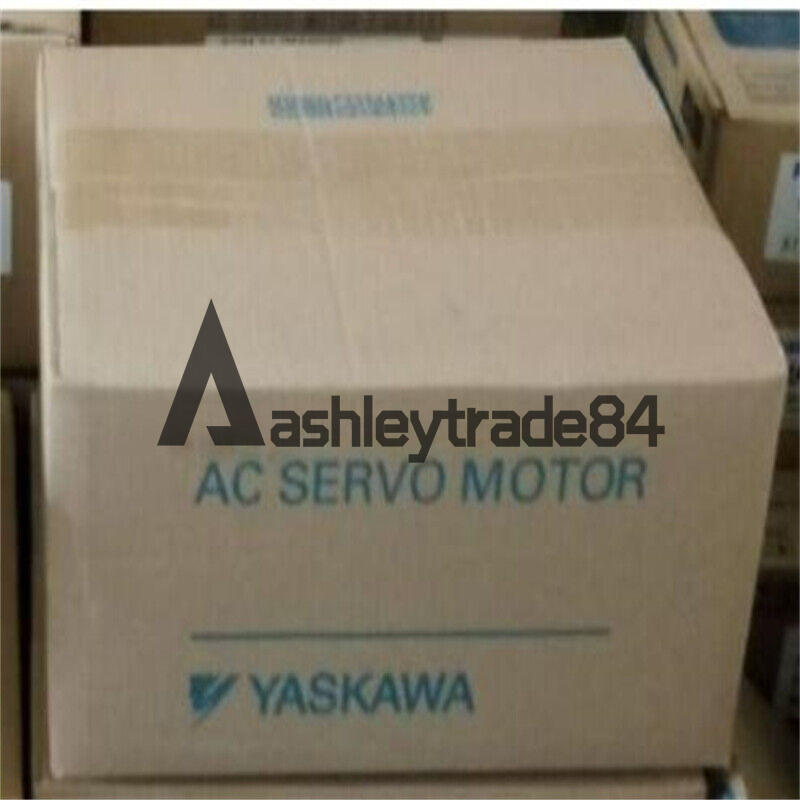 ashleytrade84
AC SERVO MOTOR
YASKAWA